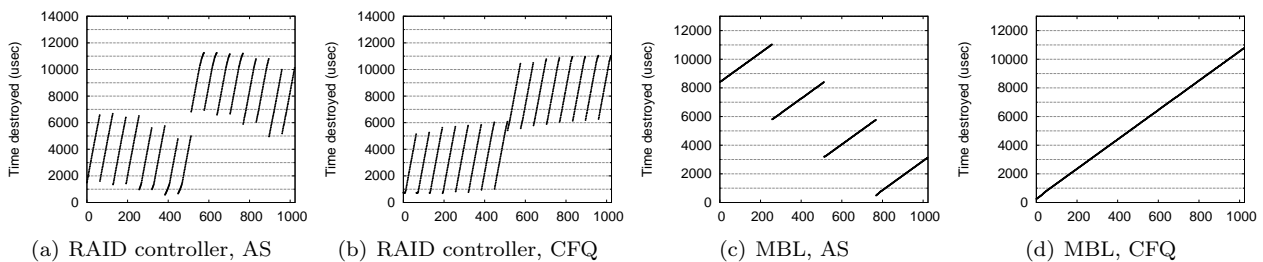 Time destroyed (usec)
14000
12000
10000
8000
6000
4000
2000
0
0 200 400 600 800 1000
(a) RAID controller, AS
Time destroyed (usec)
14000
12000
10000
8000
6000
4000
2000
0
0 200 400 600 800 1000
(b) RAID controller, CFQ
Time destroyed (usec)
12000
10000
8000
6000
4000
2000
0
0 200 400 600 800 1000
(c) MBL, AS
Time destroyed (usec)
12000
10000
8000
6000
4000
2000
0
0 200 400 600 800 1000
(d) MBL, CFQ